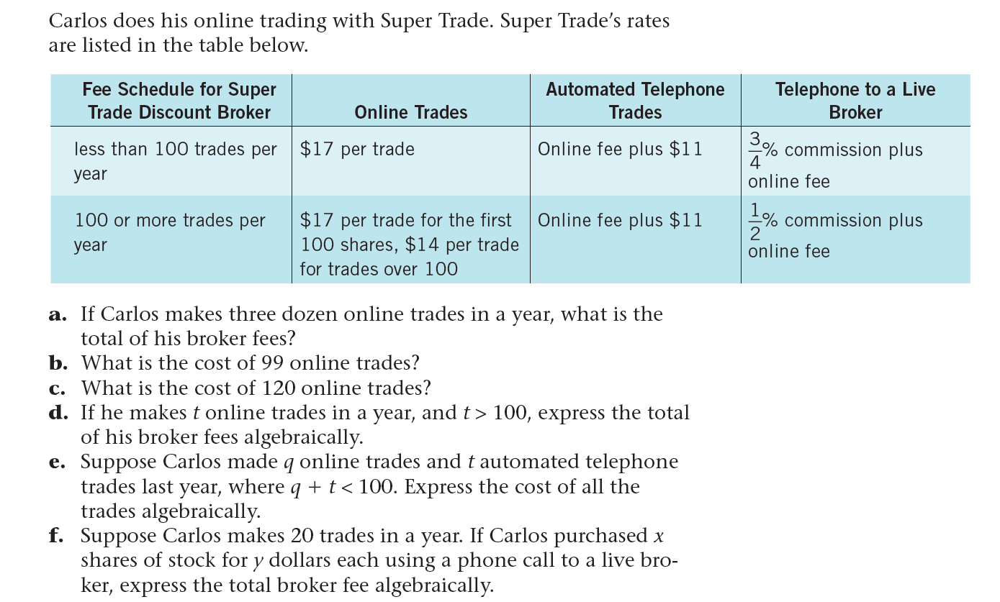 Carlos does his online trading with Super Trade. Super Trade’s rates
are listed in the table below.
Fee Schedule for Super
Trade Discount Broker
Online Trades
Automated Telephone
Trades
Telephone to a Live
Broker
less than 100 trades per
year
$17 per trade
Online fee plus $11
3/4% commission plus
online fee
100 or more trades per
year
$17 per trade for the first
100 shares, $14 per trade
for trades over 100
Online fee plus $11
1/2% commission plus
online fee
a. If Carlos makes three dozen online trades in a year, what is the
total of his broker fees?
b. What is the cost of 99 online trades?
c. What is the cost of 120 online trades?
d. If he makes t online trades in a year, and t > 100, express the total
of his broker fees algebraically.
e. Suppose Carlos made q online trades and t automated telephone
trades last year, where q + t < 100. Express the cost of all the
trades algebraically.
f. Suppose Carlos makes 20 trades in a year. If Carlos purchased x
shares of stock for y dollars each using a phone call to a live bro-
ker, express the total broker fee algebraically.